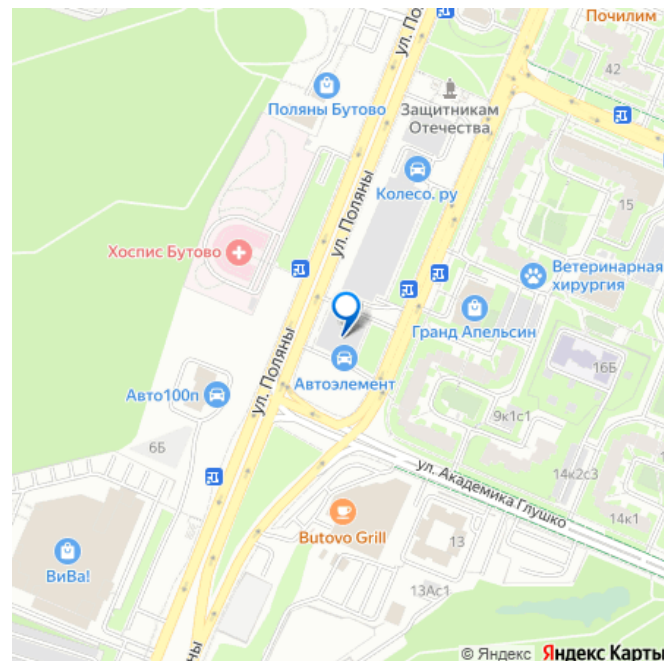 Почилим
42
ул. Поляны
Поляны Бутово
Защитникам
Отечества
Колесо.ру
15
ул. Поляны
Хоспис Бутово
Ветеринарная
хирургия
Гранд Апельсин
16Б
Автоэлемент
ул. Поляны
Авто100п
9к1с1
6Б
ул. Академика Глушко
14к2с3
14к1
Butovo Grill
13
ВиВа!
13Ас1
© Яндекс Яндекс Карты